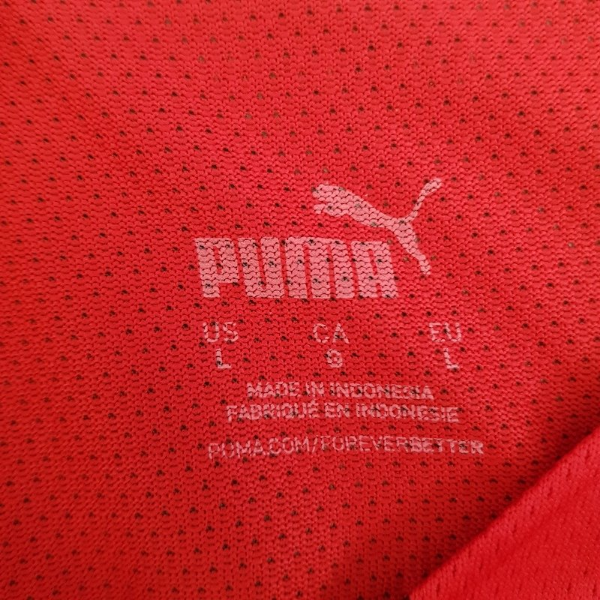 PUMA
US CA EU
L G L
MADE IN INDONESIA
FABRIQUÉ EN INDONESIE
PUMA.COM/FOREVERBETTER